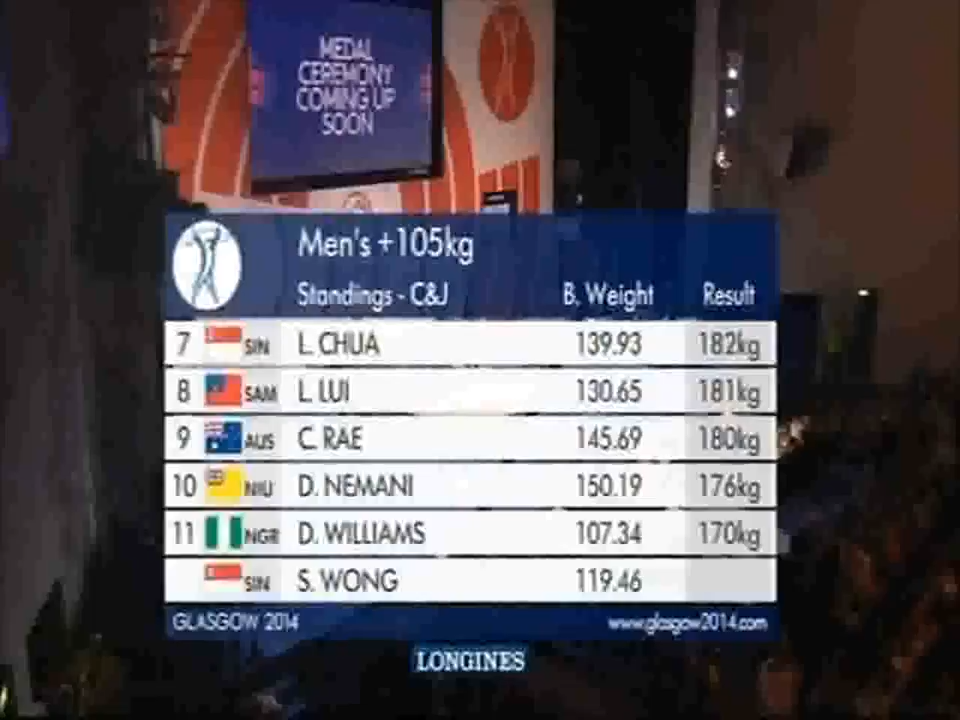 MEDAL
CEREMONY
COMING UP
SOON
Men's +105kg
Standings - C&J B. Weight Result
7 SIN L. CHUA 139.93 182kg
8 SAM L. LUI 130.65 181kg
9 AUS C. RAE 145.69 180kg
10 NIU D. NEMANI 150.19 176kg
11 NGR D. WILLIAMS 107.34 170kg
SIN S. WONG 119.46
GLASGOW 2014 www.glasgow2014.com
LONGINES